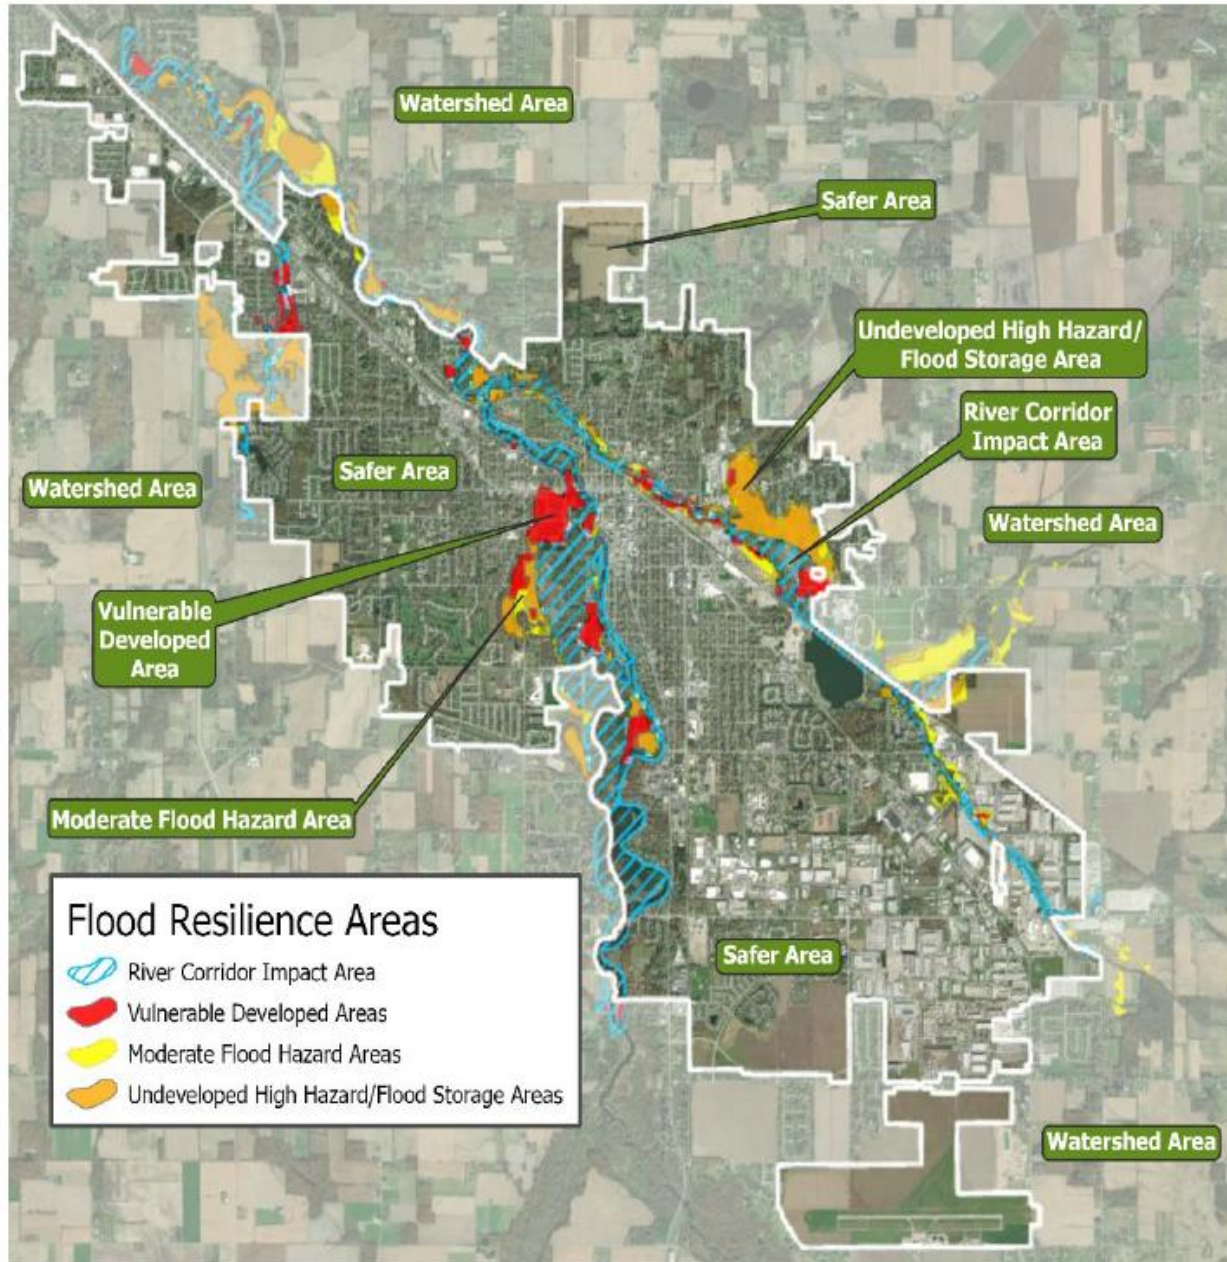 Watershed Area
Safer Area
Undeveloped High Hazard/
Flood Storage Area
River Corridor
Impact Area
Safer Area
Watershed Area
Watershed Area
Vulnerable
Developed
Area
Moderate Flood Hazard Area
Flood Resilience Areas
River Corridor Impact Area
Vulnerable Developed Areas
Moderate Flood Hazard Areas
Undeveloped High Hazard/Flood Storage Areas
Safer Area
Watershed Area